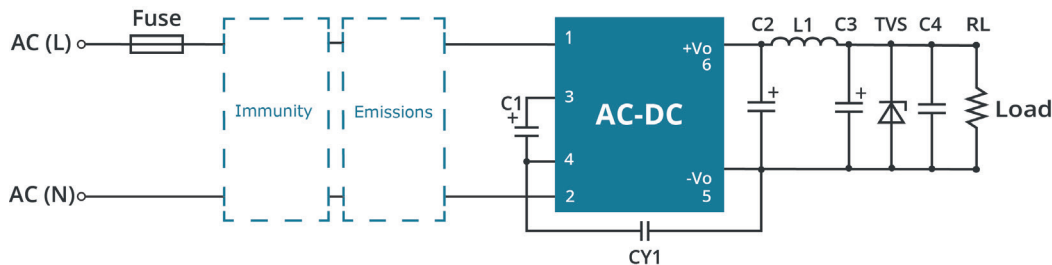 Fuse
C2 L1 C3 TVS C4 RL
AC (L)
1
+Vo
6
Immunity
Emissions
C1
+
3
AC-DC
+
+
Load
4
-Vo
5
AC (N)
2
CY1